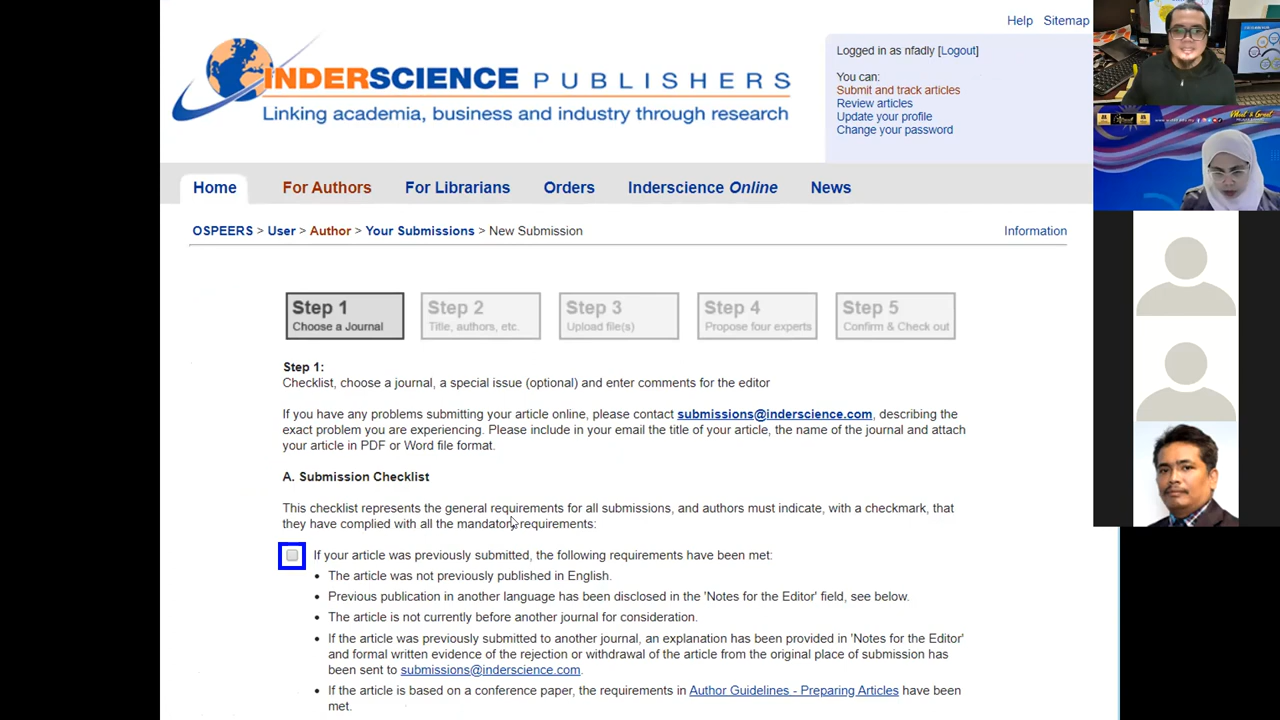 Help Sitemap
INDERSCIENCE PUBLISHERS
Linking academia, business and industry through research
Logged in as nfadly [Logout]
You can:
Submit and track articles
Review articles
Update your profile
Change your password
Home For Authors For Librarians Orders Inderscience Online News
OSPEERS > User > Author > Your Submissions > New Submission Information
Step 1 Step 2 Step 3 Step 4 Step 5
Choose a Journal Title, authors, etc. Upload file(s) Propose four experts Confirm & Check out
Step 1:
Checklist, choose a journal, a special issue (optional) and enter comments for the editor
If you have any problems submitting your article online, please contact submissions@inderscience.com, describing the
exact problem you are experiencing. Please include in your email the title of your article, the name of the journal and attach
your article in PDF or Word file format.
A. Submission Checklist
This checklist represents the general requirements for all submissions, and authors must indicate, with a checkmark, that
they have complied with all the mandatory requirements:
If your article was previously submitted, the following requirements have been met:
• The article was not previously published in English.
• Previous publication in another language has been disclosed in the 'Notes for the Editor' field, see below.
• The article is not currently before another journal for consideration.
• If the article was previously submitted to another journal, an explanation has been provided in 'Notes for the Editor'
and formal written evidence of the rejection or withdrawal of the article from the original place of submission has
been sent to submissions@inderscience.com.
• If the article is based on a conference paper, the requirements in Author Guidelines - Preparing Articles have been
met.